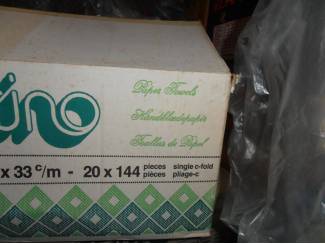 ino
Paper Towels
Handdoekpapier
Toallas de Papel
x 33 c/m - 20 x 144 pieces single c-fold
pièces pliage-c